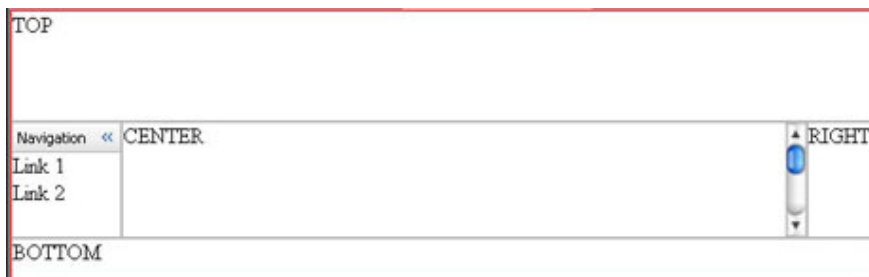 TOP
Navigation «
Link 1
Link 2
CENTER
RIGHT
BOTTOM